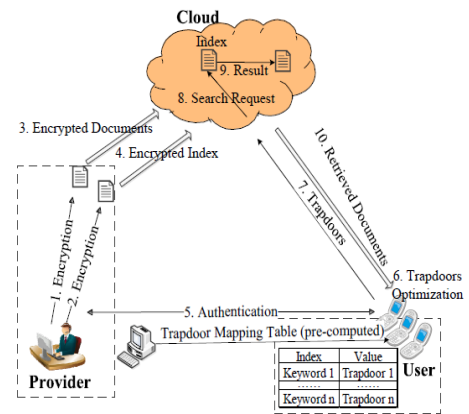 Cloud
Index
9. Result
8. Search Request
3. Encrypted Documents
4. Encrypted Index
10. Retrieved Documents
7. Trapdoors
1. Encryption
2. Encryption
6. Trapdoors
Optimization
5. Authentication
Trapdoor Mapping Table (pre-computed)
Provider
User
Index Value
Keyword 1 Trapdoor 1
...... ......
Keyword n Trapdoor n